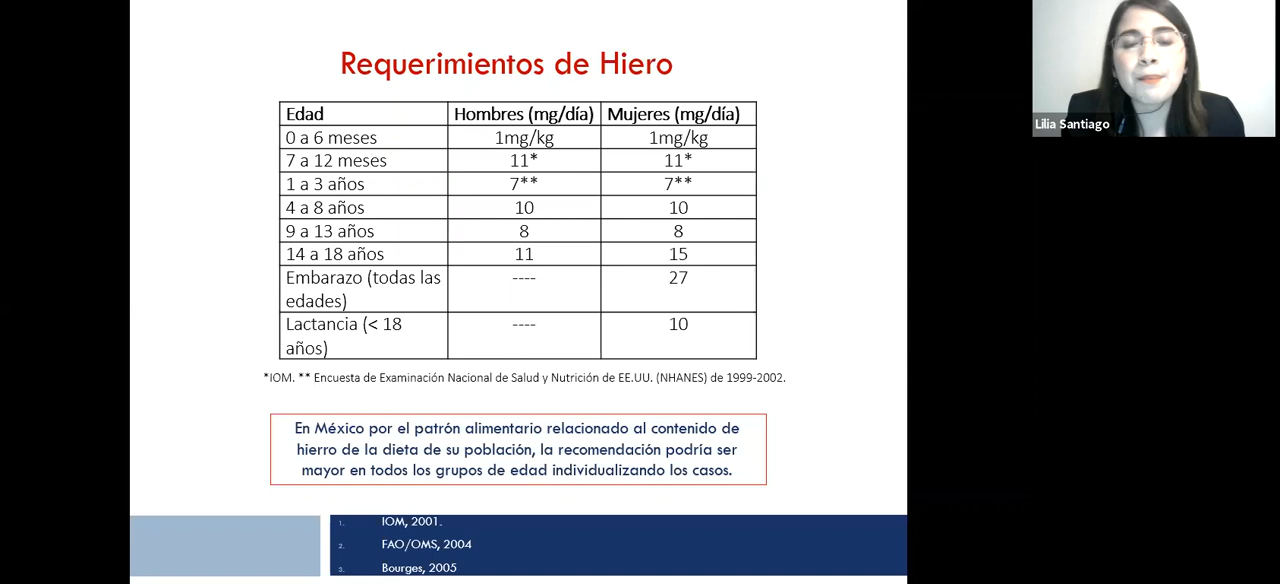 Requerimientos de Hiero
Edad Hombres (mg/día) Mujeres (mg/día)
0 a 6 meses 1mg/kg 1mg/kg
7 a 12 meses 11* 11*
1 a 3 años 7** 7**
4 a 8 años 10 10
9 a 13 años 8 8
14 a 18 años 11 15
Embarazo (todas las ---- 27
edades)
Lactancia (< 18 ---- 10
años)
*IOM. ** Encuesta de Examinación Nacional de Salud y Nutrición de EE.UU. (NHANES) de 1999-2002.
En México por el patrón alimentario relacionado al contenido de
hierro de la dieta de su población, la recomendación podría ser
mayor en todos los grupos de edad individualizando los casos.
1. IOM, 2001.
2. FAO/OMS, 2004
3. Bourges, 2005
Lilia Santiago